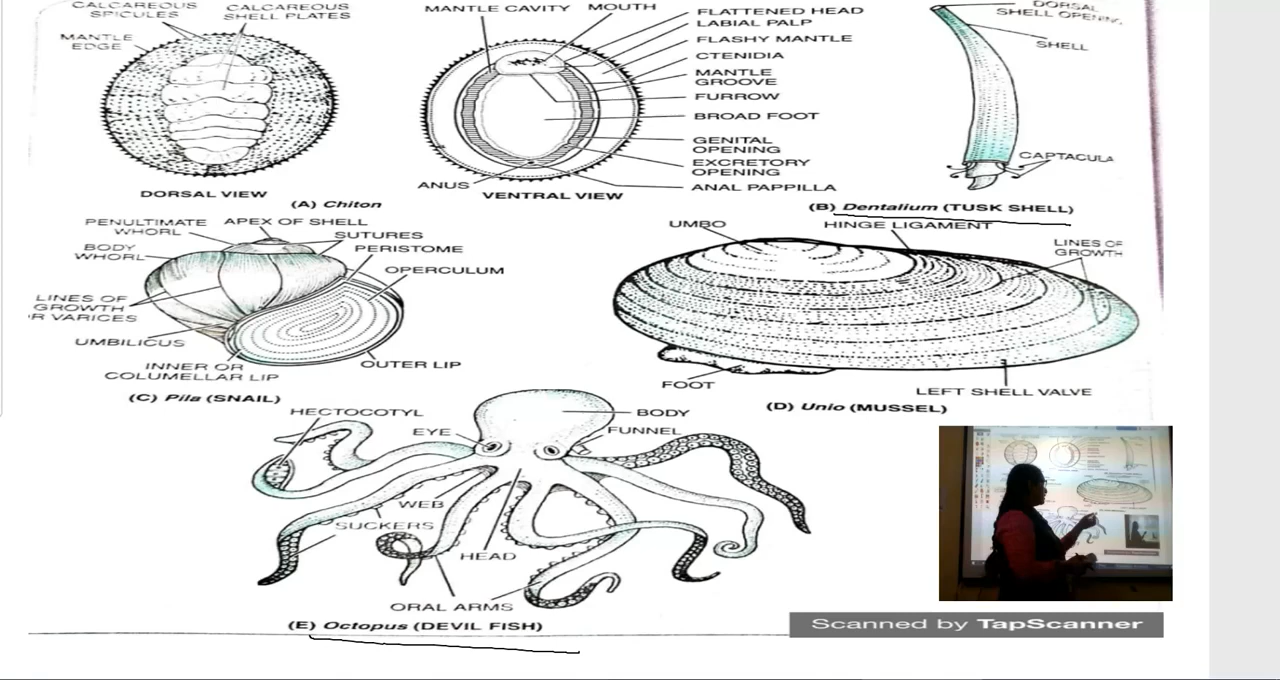 CALCAREOUS
SPICULES
CALCAREOUS
SHELL PLATES
MANTLE
EDGE
DORSAL VIEW
MANTLE CAVITY
MOUTH
FLATTENED HEAD
LABIAL PALP
FLASHY MANTLE
CTENIDIA
MANTLE
GROOVE
FURROW
BROAD FOOT
GENITAL
OPENING
EXCRETORY
OPENING
ANAL PAPPILLA
ANUS
VENTRAL VIEW
(A) Chiton
DORSAL
SHELL OPENING
SHELL
CAPTACULA
(B) Dentalium (TUSK SHELL)
PENULTIMATE
WHORL
APEX OF SHELL
SUTURES
PERISTOME
BODY
WHORL
OPERCULUM
LINES OF
GROWTH
R VARICES
UMBILICUS
INNER OR
COLUMELLAR LIP
OUTER LIP
(C) Pila (SNAIL)
UMBO
HINGE LIGAMENT
LINES OF
GROWTH
FOOT
LEFT SHELL VALVE
(D) Unio (MUSSEL)
HECTOCOTYL
EYE
BODY
FUNNEL
WEB
SUCKERS
HEAD
ORAL ARMS
(E) Octopus (DEVIL FISH)
Scanned by TapScanner